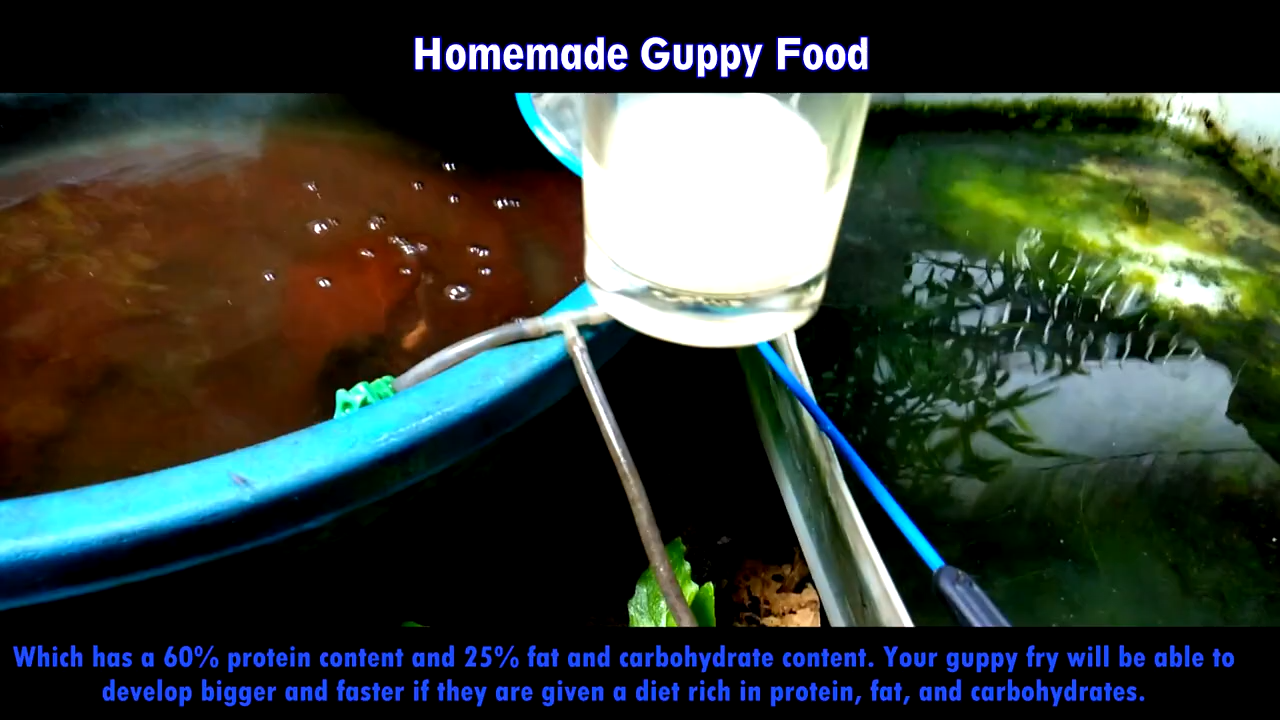 Homemade Guppy Food
Which has a 60% protein content and 25% fat and carbohydrate content. Your guppy fry will be able to
develop bigger and faster if they are given a diet rich in protein, fat, and carbohydrates.